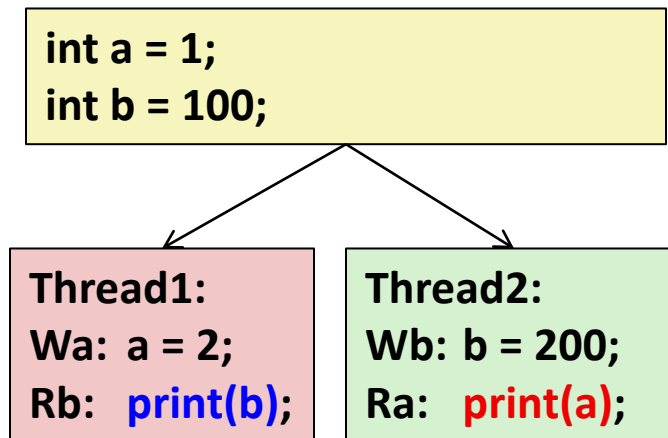 int a = 1;
int b = 100;
Thread1:
Wa: a = 2;
Rb: print(b);
Thread2:
Wb: b = 200;
Ra: print(a);